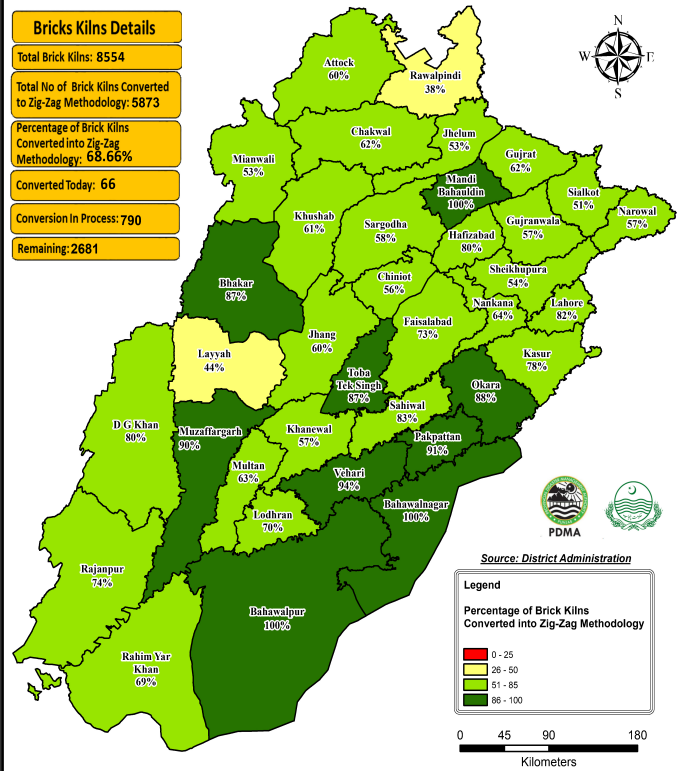 Bricks Kilns Details
Total Brick Kilns: 8554
Total No of Brick Kilns Converted
to Zig-Zag Methodology: 5873
Percentage of Brick Kilns
Converted into Zig-Zag
Methodology: 68.66%
Converted Today: 66
Conversion In Process: 790
Remaining: 2681
N
W E
S
Attock
60%
Rawalpindi
38%
Chakwal
62%
Jhelum
53%
Mianwali
53%
Gujrat
62%
Mandi
Bahauldin
100%
Sialkot
51%
Narowal
57%
Khushab
61%
Sargodha
58%
Hafizabad
80%
Gujranwala
57%
Sheikhupura
54%
Bhakar
87%
Chiniot
56%
Nankana
64%
Lahore
82%
Faisalabad
73%
Jhang
60%
Layyah
44%
Kasur
78%
Toba
Tek Singh
87%
Okara
88%
Sahiwal
83%
D G Khan
80%
Muzaffargarh
90%
Khanewal
57%
Pakpattan
91%
Multan
63%
Vehari
94%
Bahawalnagar
100%
Lodhran
70%
Rajanpur
74%
Bahawalpur
100%
Rahim Yar
Khan
69%
PDMA
Source: District Administration
Legend
Percentage of Brick Kilns
Converted into Zig-Zag Methodology
0 - 25
26 - 50
51 - 85
86 - 100
0 45 90 180
Kilometers